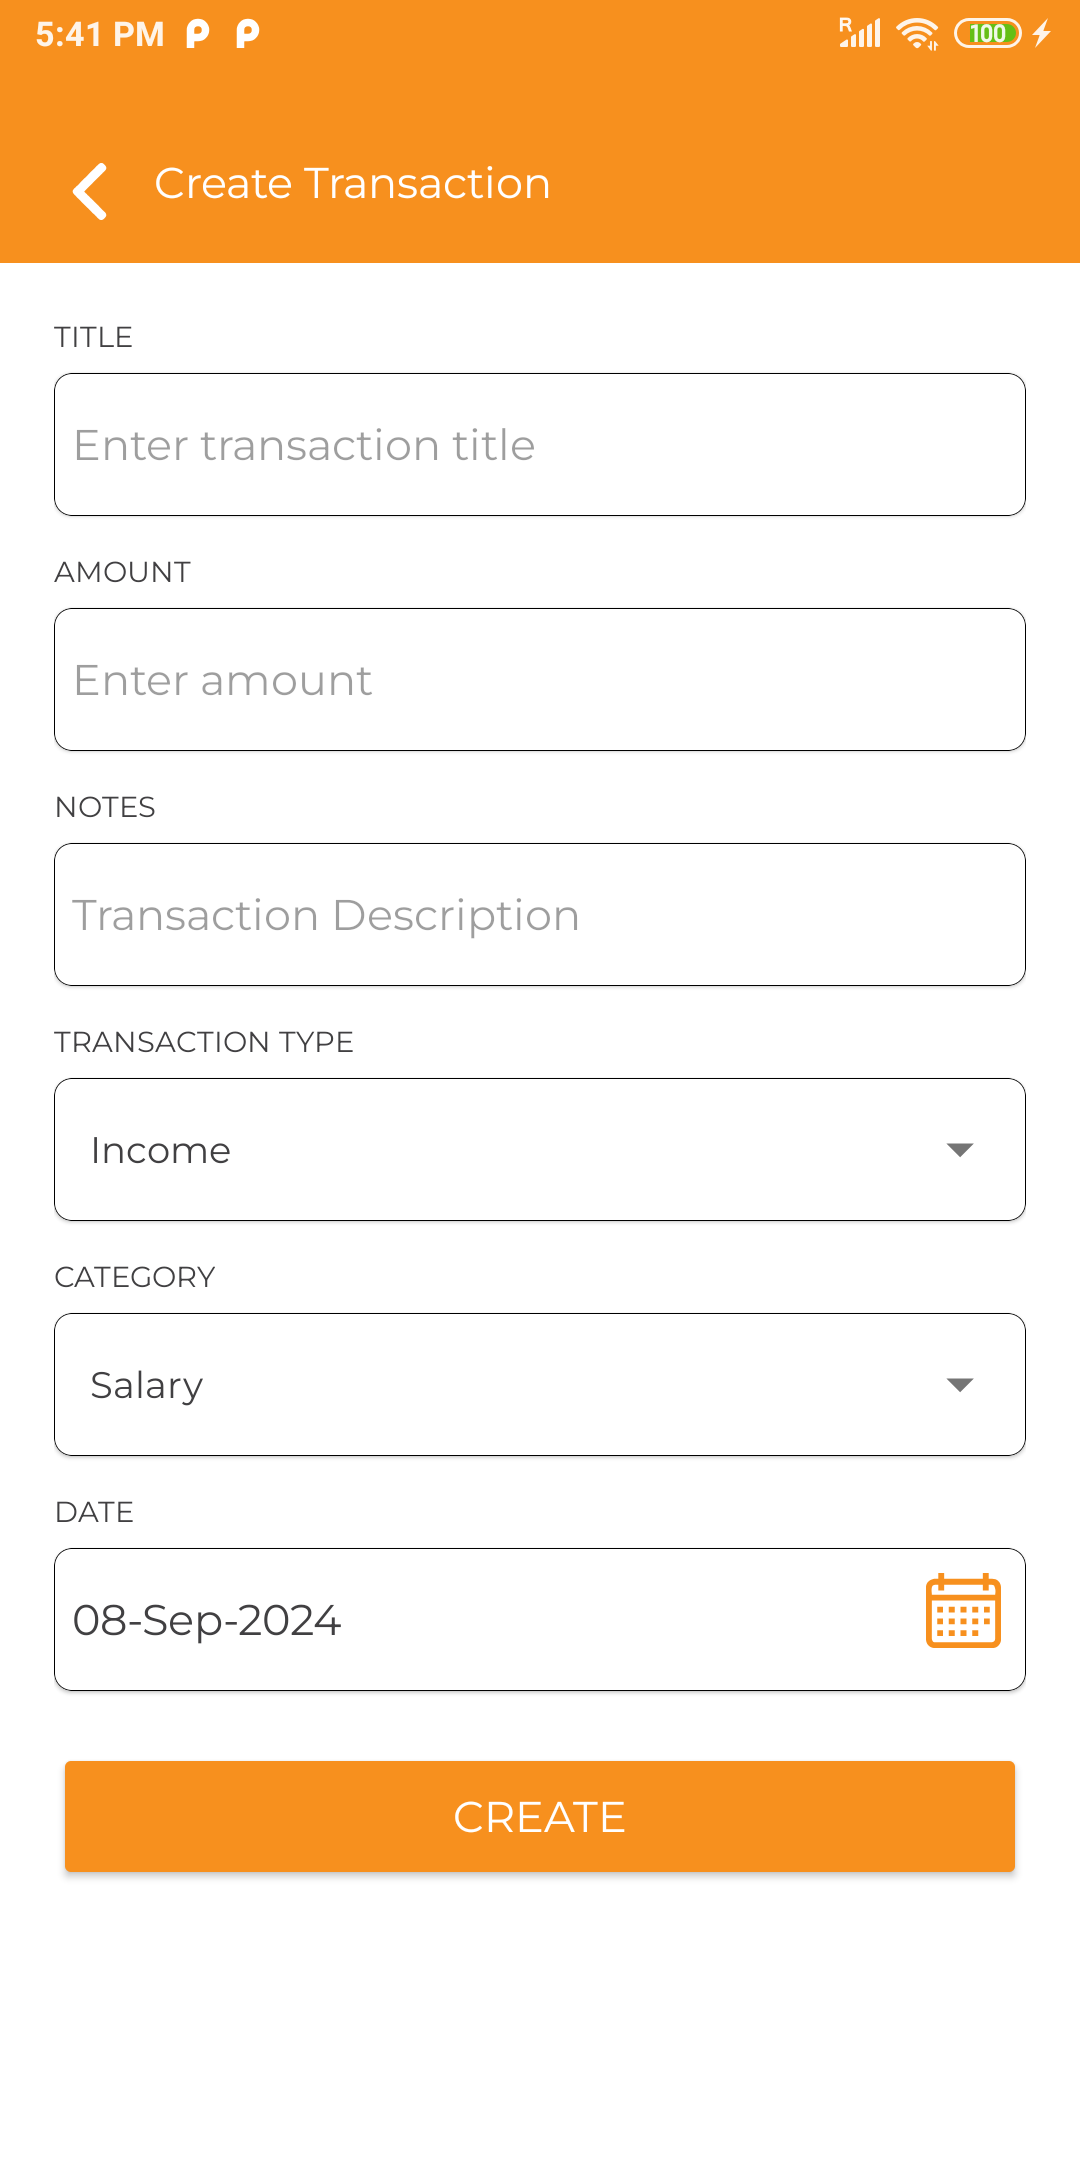 5:41 PM
R 100
Create Transaction
TITLE
Enter transaction title
AMOUNT
Enter amount
NOTES
Transaction Description
TRANSACTION TYPE
Income
CATEGORY
Salary
DATE
08-Sep-2024
CREATE